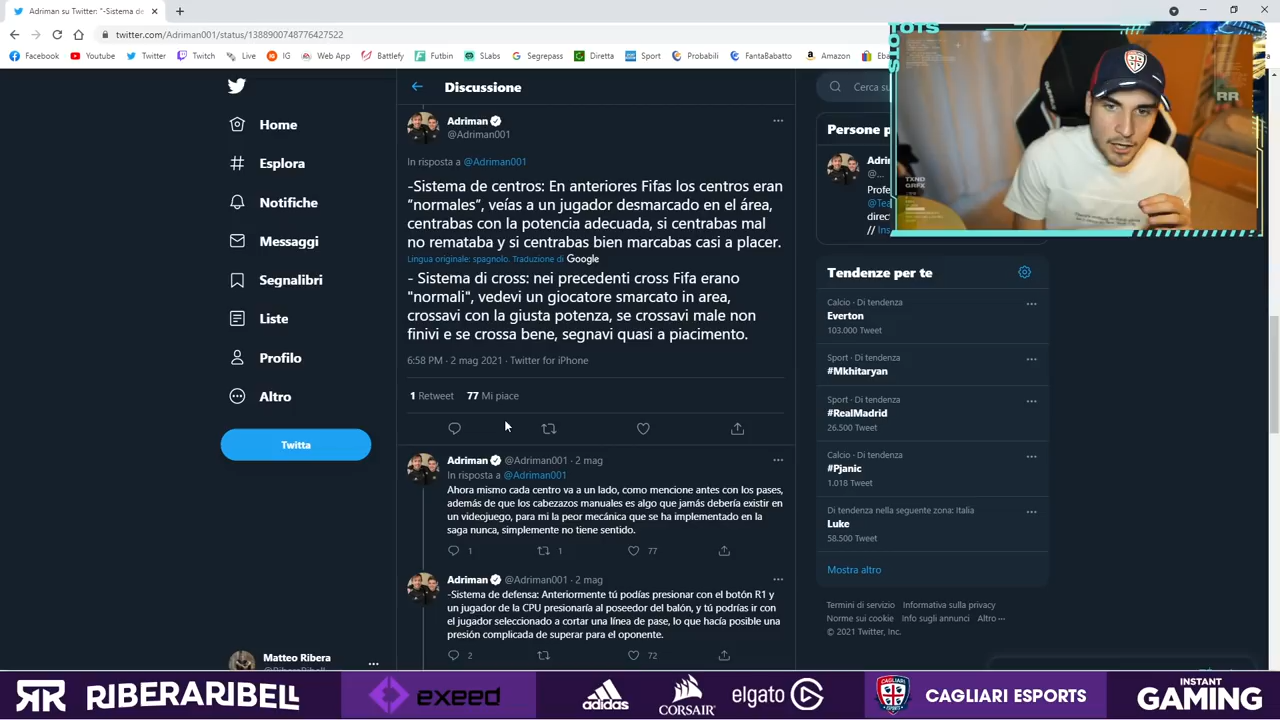 Adriman su Twitter "-Sistema de
twitter.com/Adriman001/status/1388900748776427522
Facebook Youtube Twitter Twitch Live IG Web App Battlefy Futbin SLabs Segrepass Diretta Sport Probabili FantaBabatto Amazon
SLOTS
RR
TXND
GRFX
Home
Esplora
Notifiche
Messaggi
Segnalibri
Liste
Profilo
Altro
Twitta
Matteo Ribera
Discussione
Adriman
@Adriman001
In risposta a @Adriman001
-Sistema de centros: En anteriores Fifas los centros eran
“normales”, veías a un jugador desmarcado en el área,
centrabas con la potencia adecuada, si centrabas mal
no rematabas y si centrabas bien marcabas casi a placer.
Lingua originale: spagnolo. Traduzione di Google
- Sistema di cross: nei precedenti cross Fifa erano
"normali", vedevi un giocatore smarcato in area,
crossavi con la giusta potenza, se crossavi male non
finivi e se crossa bene, segnavi quasi a piacimento.
6:58 PM · 2 mag 2021 · Twitter for iPhone
1 Retweet 77 Mi piace
Adriman @Adriman001 · 2 mag
In risposta a @Adriman001
Ahora mismo cada centro va a un lado, como mencione antes con los pases,
además de que los cabezazos manuales es algo que jamás debería existir en
un videojuego, para mi la peor mecánica que se ha implementado en la
saga nunca, simplemente no tiene sentido.
1 1 77
Adriman @Adriman001 · 2 mag
-Sistema de defensa: Anteriormente tú podías presionar con el botón R1 y
un jugador de la CPU presionaría al poseedor del balón, y tú podrías ir con
el jugador seleccionado a cortar una línea de pase, lo que hacía posible una
presión complicada de superar para el oponente.
2 72
Cerca su
Persone p
Adri
@...
Profe
@Tea
direc
// Ins
Tendenze per te
Calcio · Di tendenza
Everton
103.000 Tweet
Sport · Di tendenza
#Mkhitaryan
Sport · Di tendenza
#RealMadrid
26.500 Tweet
Calcio · Di tendenza
#Pjanic
1.018 Tweet
Di tendenza nella seguente zona: Italia
Luke
58.500 Tweet
Mostra altro
Termini di servizio Informativa sulla privacy
Norme sui cookie Info sugli annunci Altro ···
© 2021 Twitter, Inc.
RR RIBERARIBELL exeed adidas CORSAIR elgato CAGLIARI ESPORTS INSTANT GAMING